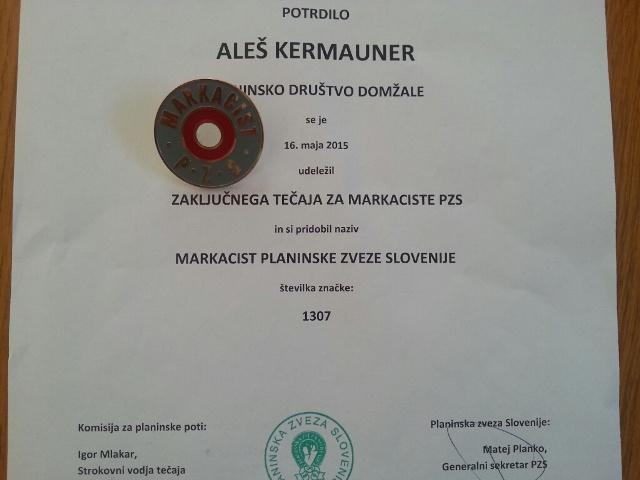 POTRDILO
ALEŠ KERMAUNER
DRUŠTVO DOMŽALE
se je
16. maja 2015
udeležil
ZAKLJUČNEGA TEČAJA ZA MARKACISTE PZS
in si pridobil naziv
MARKACIST PLANINSKE ZVEZE SLOVENIJE
številka značke:
1307
MARKACIST
P.Z.S
Komisija za planinske poti:
Igor Mlakar,
Strokovni vodja tečaja
ZVEZA SLOVENIJE
Planinska zveza Slovenije:
Matej Planko,
Generalni sekretar PZS